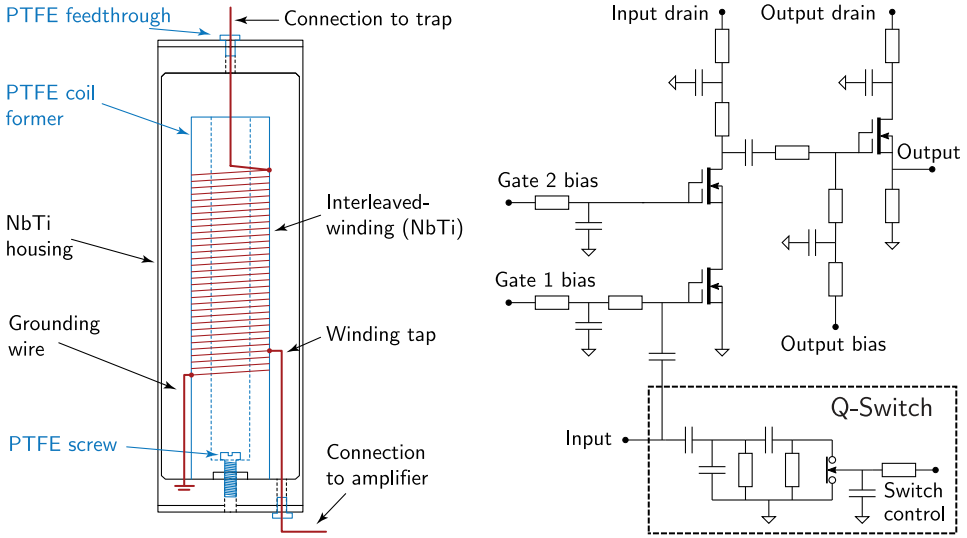 PTFE feedthrough
Connection to trap
PTFE coil
former
NbTi
housing
Interleaved-
winding (NbTi)
Grounding
wire
Winding tap
PTFE screw
Connection
to amplifier
Input drain
Output drain
Gate 2 bias
Output
Gate 1 bias
Output bias
Q-Switch
Input
Switch
control